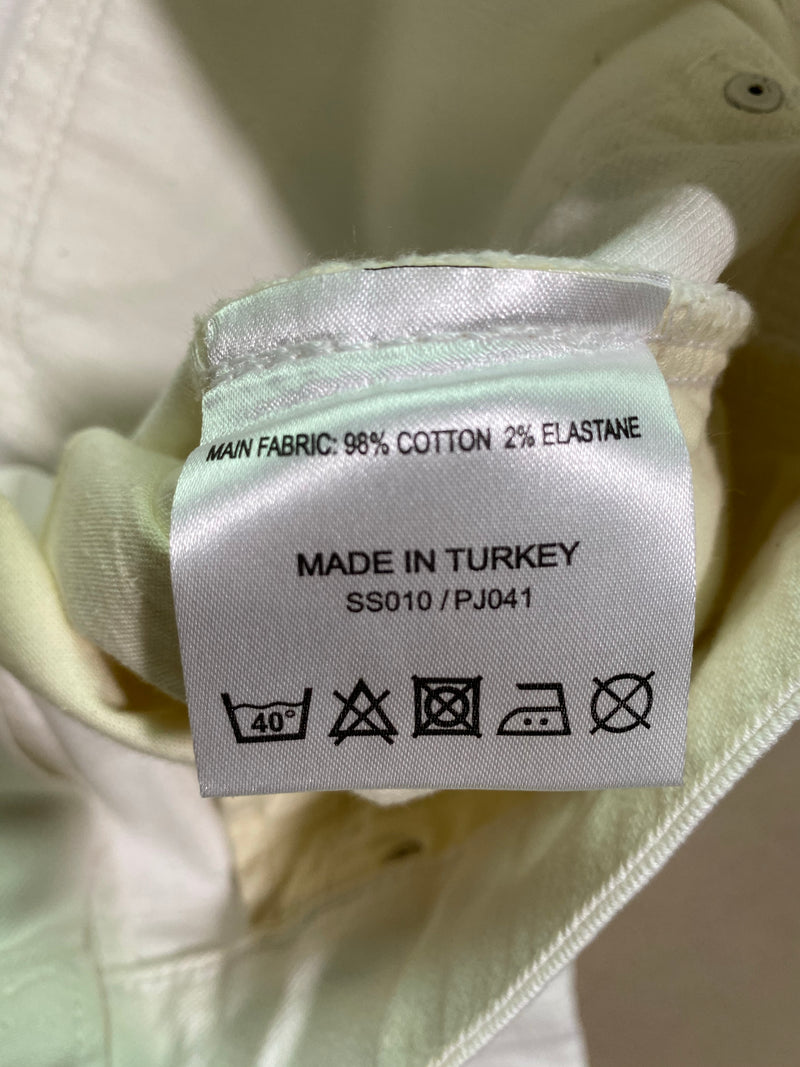 MAIN FABRIC: 98% COTTON 2% ELASTANE
MADE IN TURKEY
SS010 / PJ041
40°